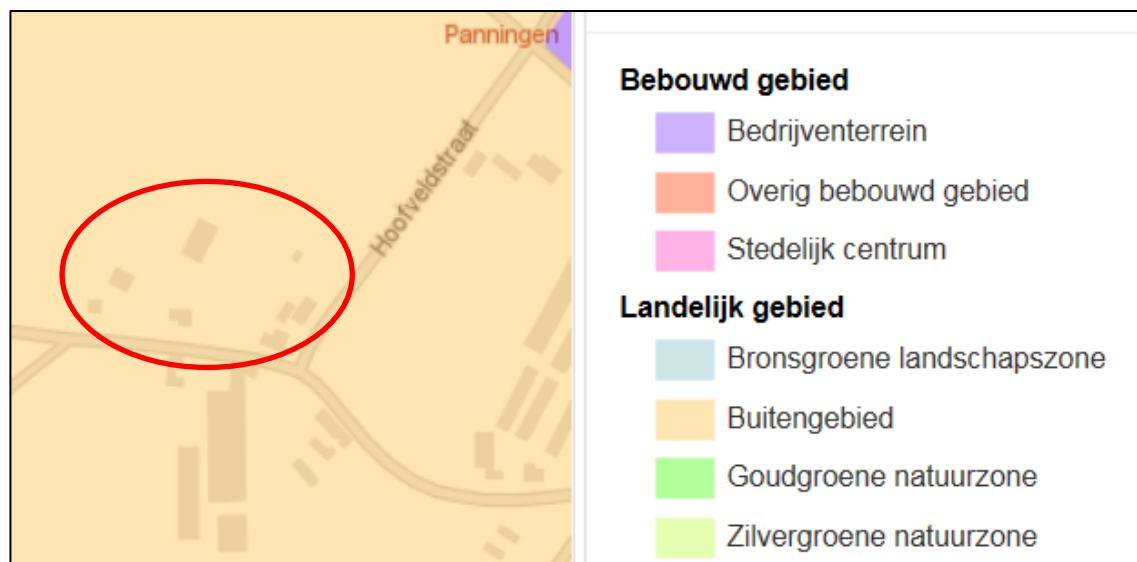 Panningen
Hoofveldstraat
Bebouwd gebied
Bedrijventerrein
Overig bebouwd gebied
Stedelijk centrum
Landelijk gebied
Bronsgroene landschapszone
Buitengebied
Goudgroene natuurzone
Zilvergroene natuurzone